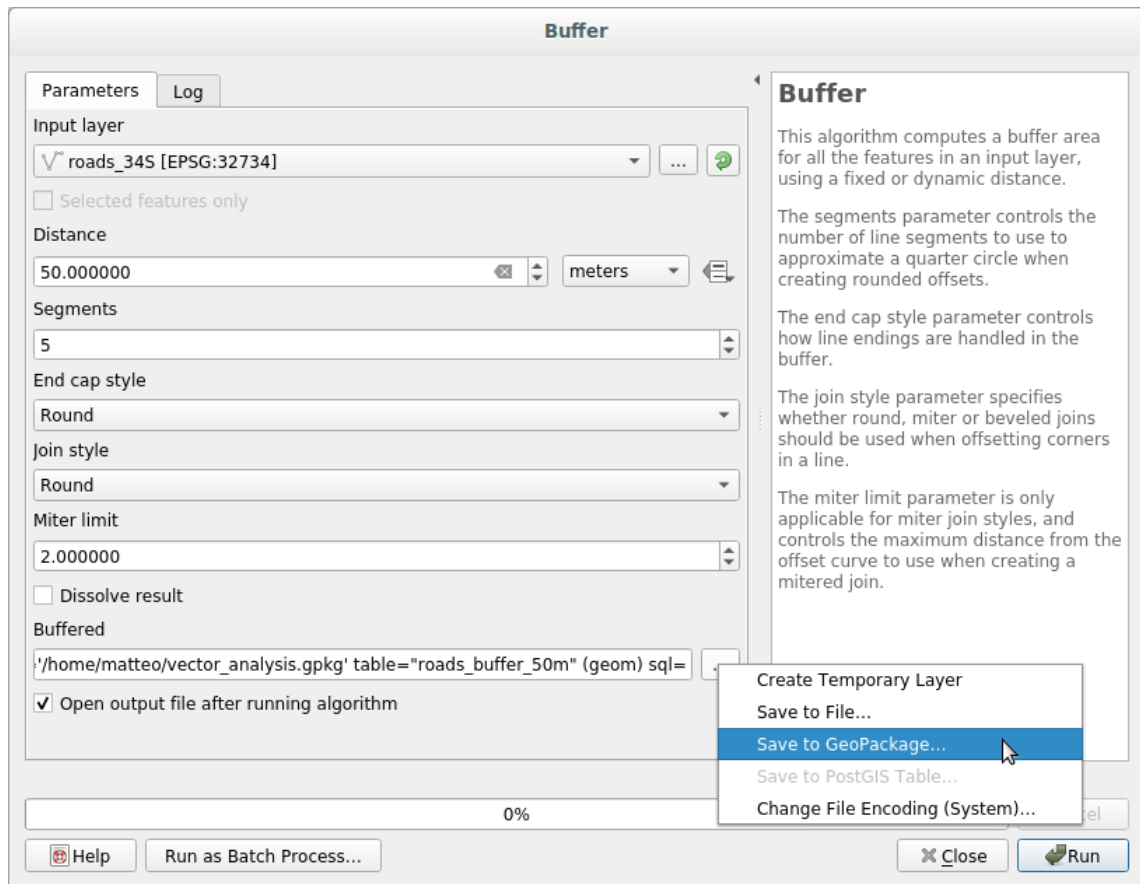 Buffer
Parameters Log
Input layer
roads_34S [EPSG:32734] ...
Selected features only
Distance
50.000000 meters
Segments
5
End cap style
Round
Join style
Round
Miter limit
2.000000
Dissolve result
Buffered
'/home/matteo/vector_analysis.gpkg' table="roads_buffer_50m" (geom) sql=
Open output file after running algorithm
Buffer
This algorithm computes a buffer area
for all the features in an input layer,
using a fixed or dynamic distance.
The segments parameter controls the
number of line segments to use to
approximate a quarter circle when
creating rounded offsets.
The end cap style parameter controls
how line endings are handled in the
buffer.
The join style parameter specifies
whether round, miter or beveled joins
should be used when offsetting corners
in a line.
The miter limit parameter is only
applicable for miter join styles, and
controls the maximum distance from the
offset curve to use when creating a
mitered join.
Create Temporary Layer
Save to File...
Save to GeoPackage...
Save to PostGIS Table...
Change File Encoding (System)...
0%
Help Run as Batch Process... Close Run